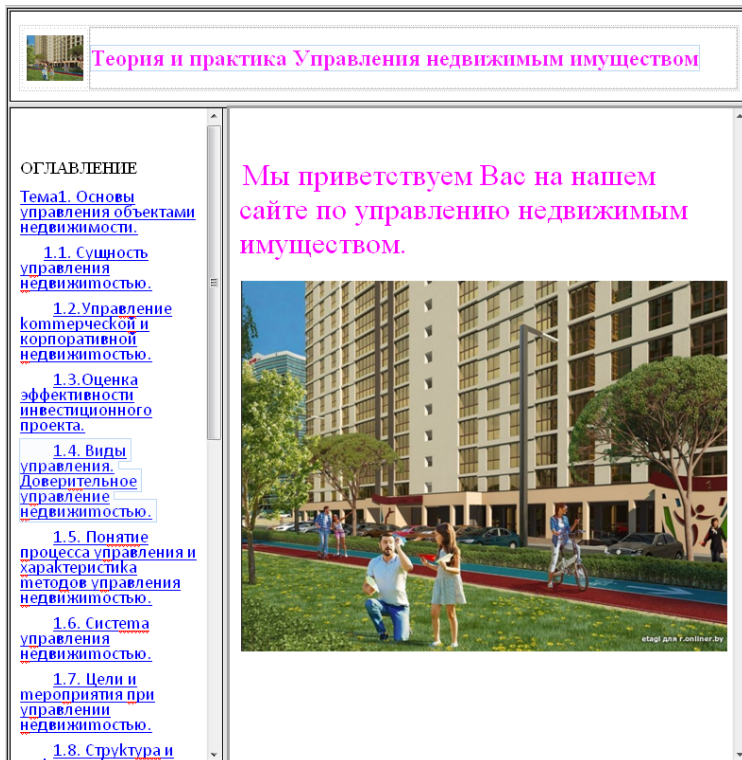 Теория и практика Управления недвижимым имуществом
ОГЛАВЛЕНИЕ
Тема1. Основы
управления объектами
недвижимости.
1.1. Сущность
управления
недвижимостью.
1.2.Управление
коммерческой и
корпоративной
недвижимостью.
1.3.Оценка
эффективности
инвестиционного
проекта.
1.4. Виды
управления.
Доверительное
управление
недвижимостью.
1.5. Понятие
процесса управления и
характеристика
методов управления
недвижимостью.
1.6. Система
управления
недвижимостью.
1.7. Цели и
мероприятия при
управлении
недвижимостью.
1.8. Структура и
Мы приветствуем Вас на нашем
сайте по управлению недвижимым
имуществом.
etagi для r.onliner.by